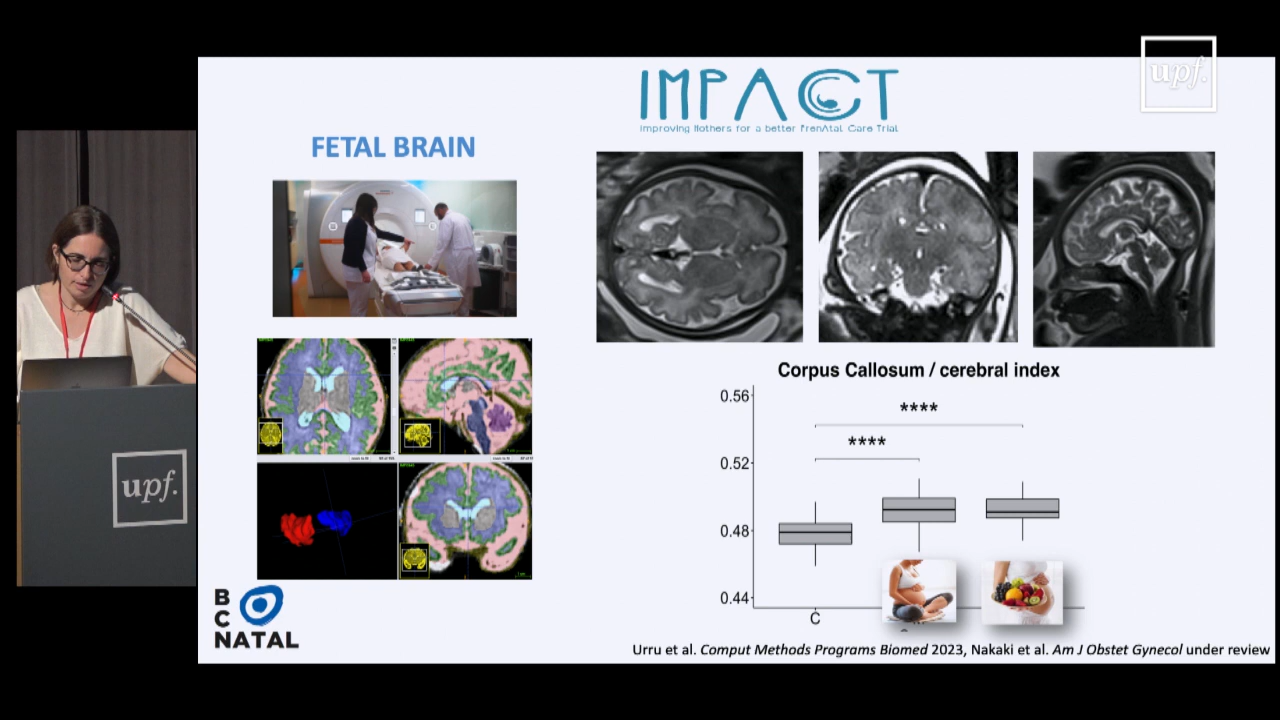 upf.
IMPACT
Improving Mothers for a better PrenAtal Care Trial
FETAL BRAIN
Corpus Callosum / cerebral index
0.56
****
****
0.52
0.48
0.44
C
upf.
B
C
NATAL
Urru et al. Comput Methods Programs Biomed 2023, Nakaki et al. Am J Obstet Gynecol under review